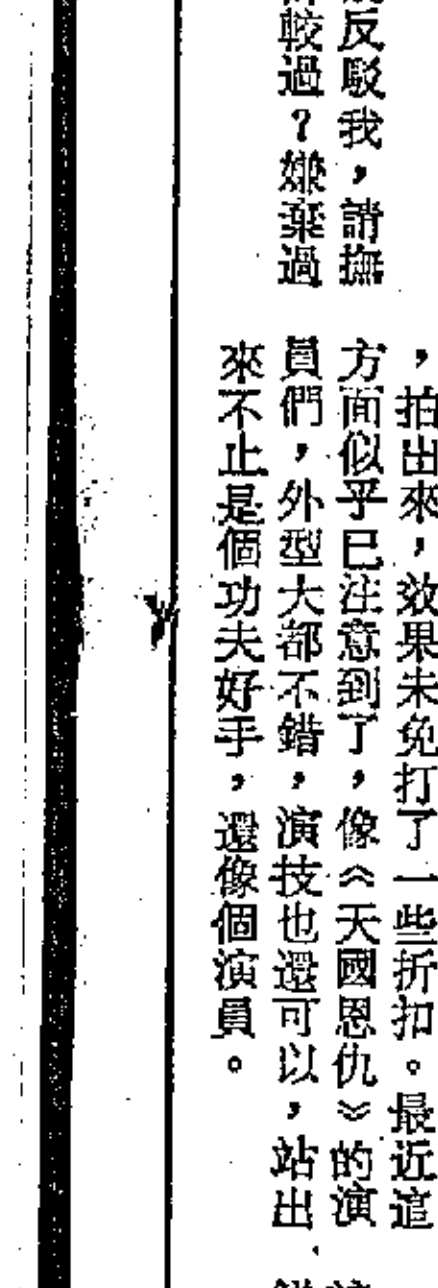 反駁我，請撫
較過？嫌棄過
，拍出來，效果未免打了一些折扣。最近這
方面似乎已注意到了，像《天國恩仇》的演
員們，外型大都不錯，演技也還可以，站出
來不止是個功夫好手，還像個演員。